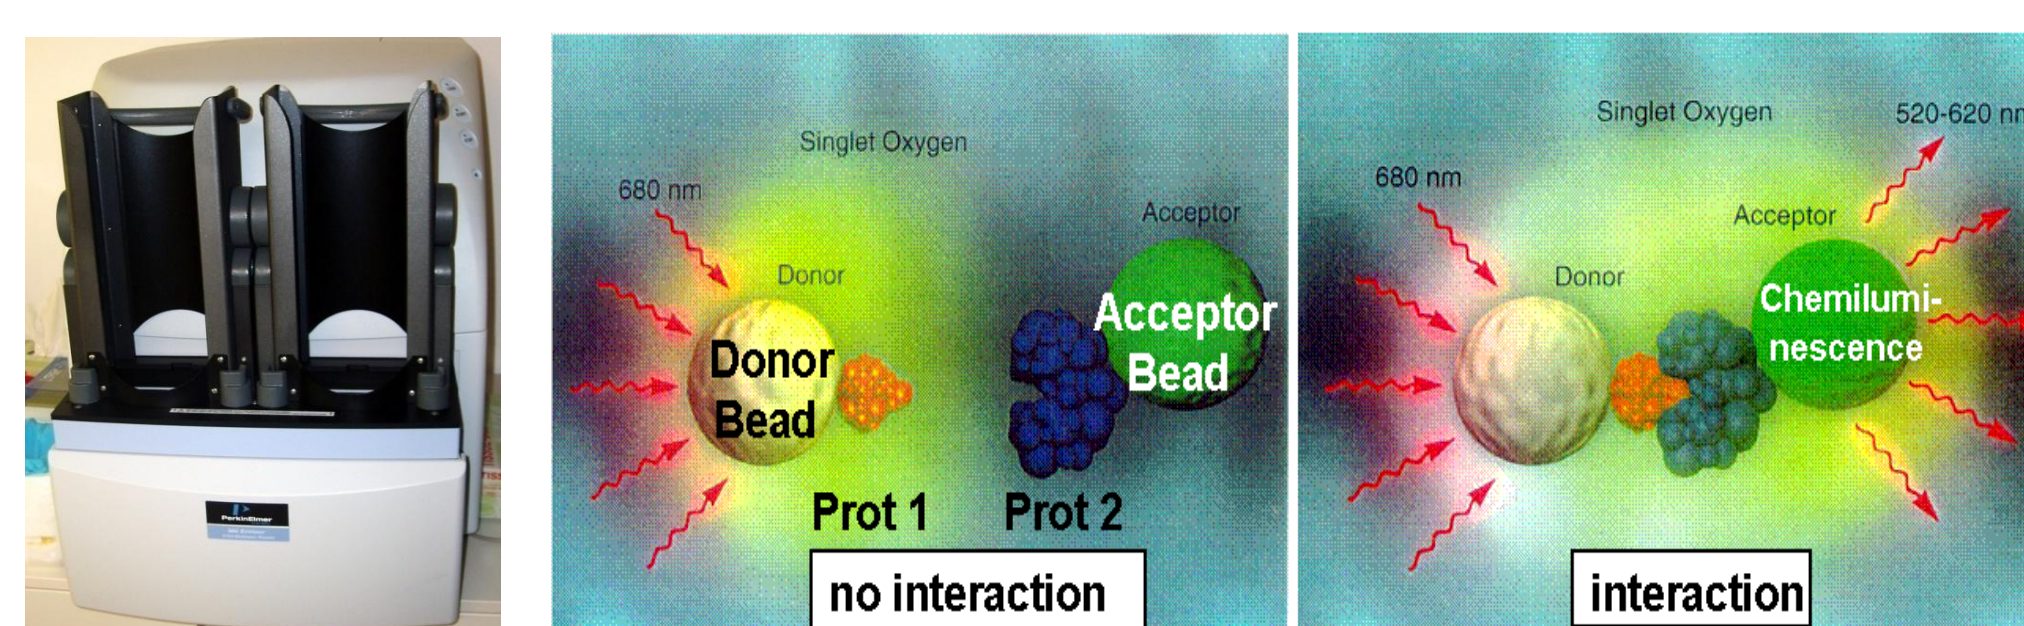 PerkinElmer
Singlet Oxygen
680 nm
Acceptor
Donor
Acceptor
Bead
Donor
Bead
Prot 1
Prot 2
no interaction
Singlet Oxygen
520-620 nm
680 nm
Acceptor
Donor
Chemilumi-
nescence
interaction